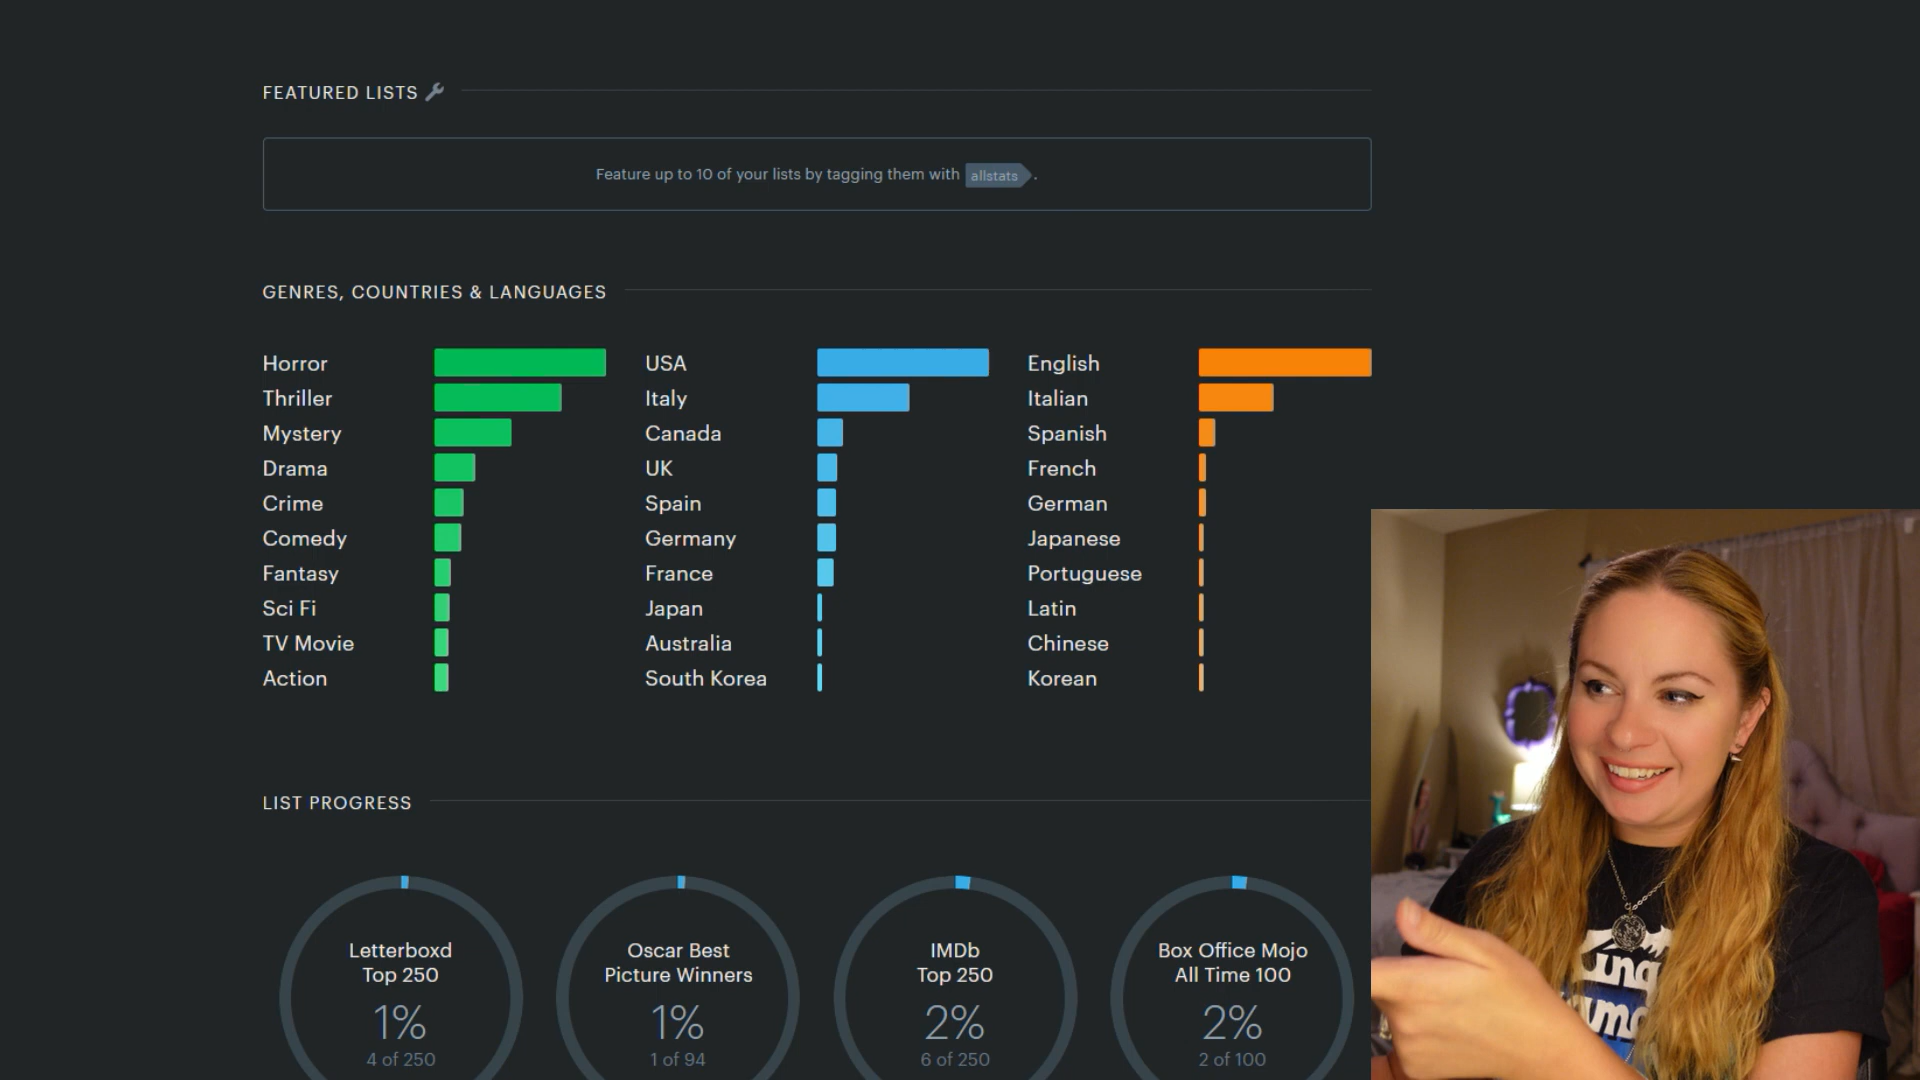 FEATURED LISTS
Feature up to 10 of your lists by tagging them with allstats .
GENRES, COUNTRIES & LANGUAGES
Horror
Thriller
Mystery
Drama
Crime
Comedy
Fantasy
Sci Fi
TV Movie
Action
USA
Italy
Canada
UK
Spain
Germany
France
Japan
Australia
South Korea
English
Italian
Spanish
French
German
Japanese
Portuguese
Latin
Chinese
Korean
LIST PROGRESS
Letterboxd
Top 250
1%
4 of 250
Oscar Best
Picture Winners
1%
1 of 94
IMDb
Top 250
2%
6 of 250
Box Office Mojo
All Time 100
2%
2 of 100